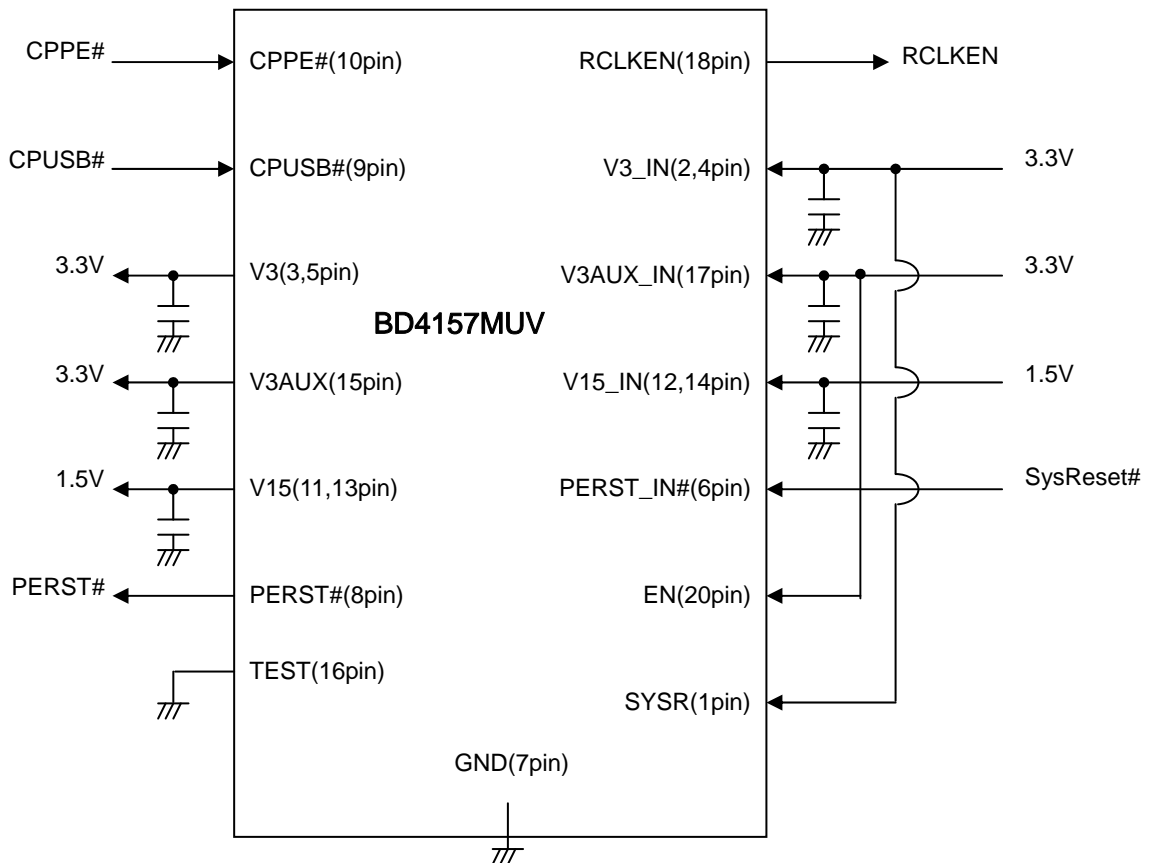 CPPE#
CPPE#(10pin)
RCLKEN(18pin)
RCLKEN
CPUSB#
CPUSB#(9pin)
V3_IN(2,4pin)
3.3V
3.3V
V3(3,5pin)
V3AUX_IN(17pin)
3.3V
BD4157MUV
3.3V
V3AUX(15pin)
V15_IN(12,14pin)
1.5V
1.5V
V15(11,13pin)
PERST_IN#(6pin)
SysReset#
PERST#
PERST#(8pin)
EN(20pin)
TEST(16pin)
SYSR(1pin)
GND(7pin)